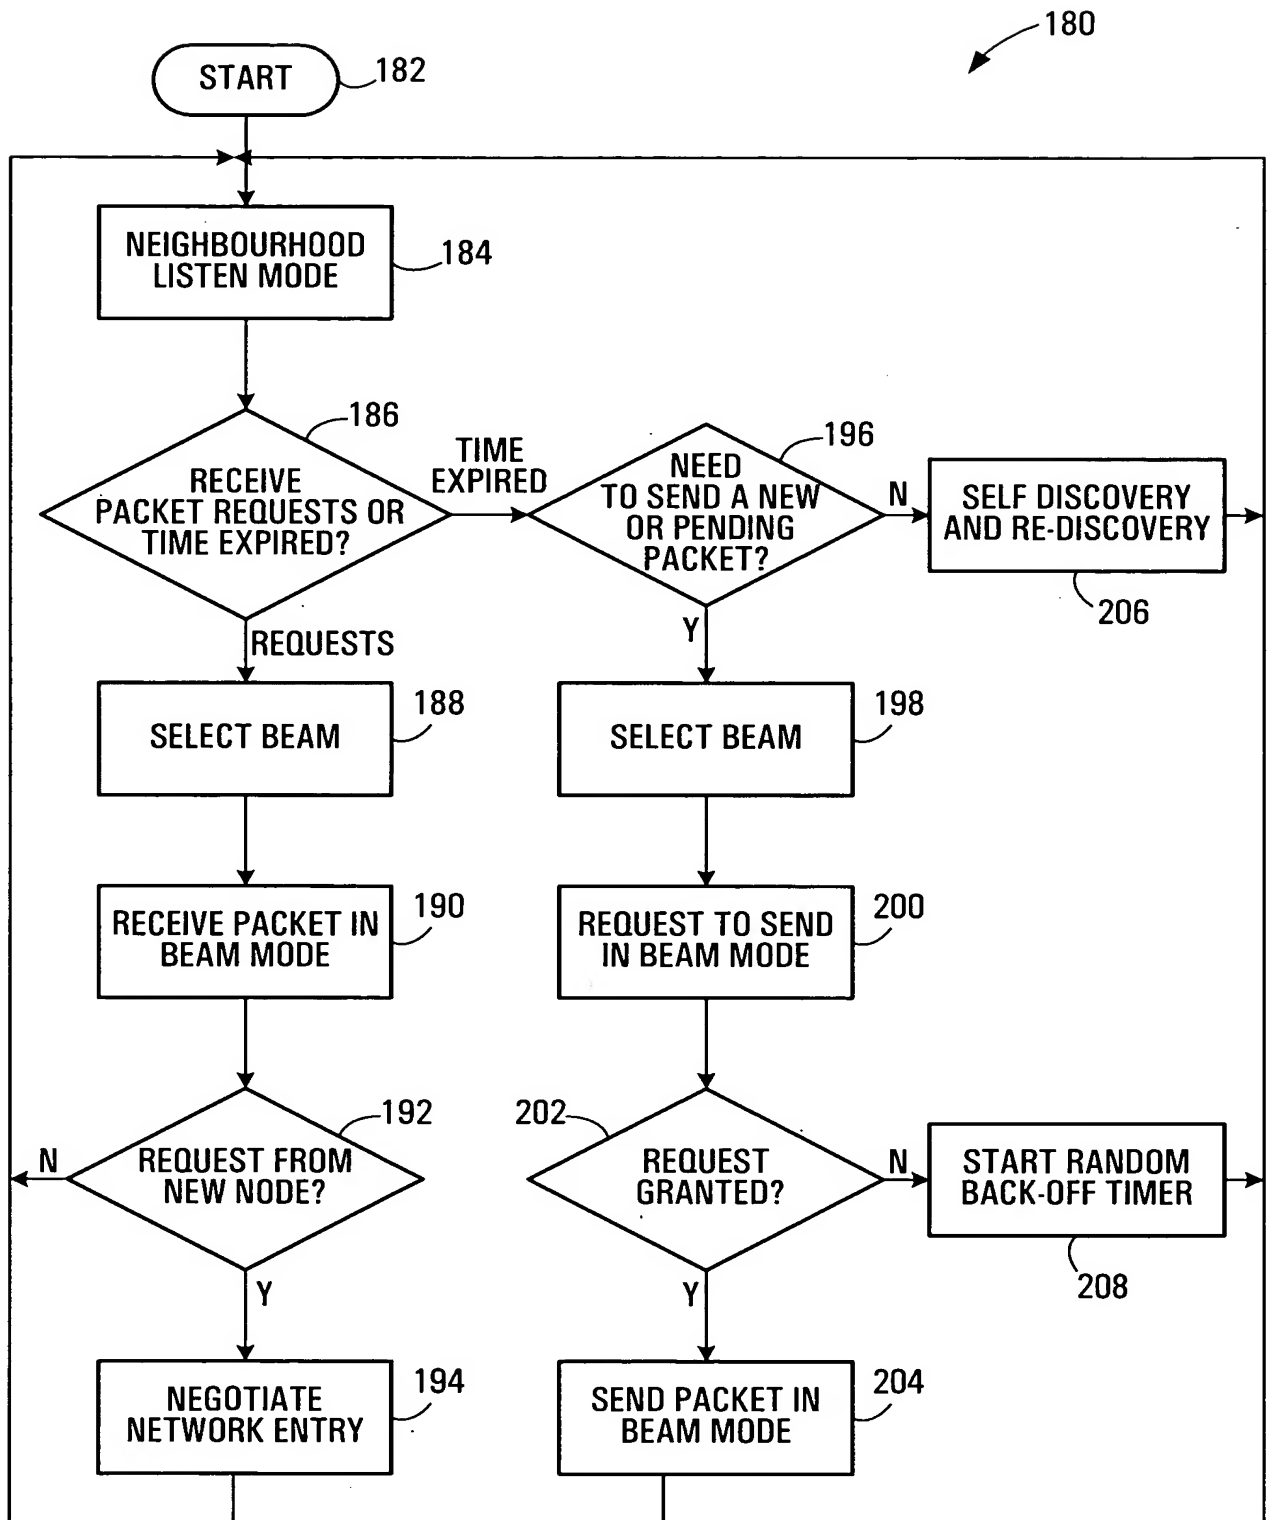 180
START
182
NEIGHBOURHOOD
LISTEN MODE
184
186
RECEIVE
PACKET REQUESTS OR
TIME EXPIRED?
TIME
EXPIRED
196
NEED
TO SEND A NEW
OR PENDING
PACKET?
N
SELF DISCOVERY
AND RE-DISCOVERY
206
REQUESTS
Y
SELECT BEAM
188
SELECT BEAM
198
RECEIVE PACKET IN
BEAM MODE
190
REQUEST TO SEND
IN BEAM MODE
200
192
N
REQUEST FROM
NEW NODE?
202
REQUEST
GRANTED?
N
START RANDOM
BACK-OFF TIMER
208
Y
Y
NEGOTIATE
NETWORK ENTRY
194
SEND PACKET IN
BEAM MODE
204